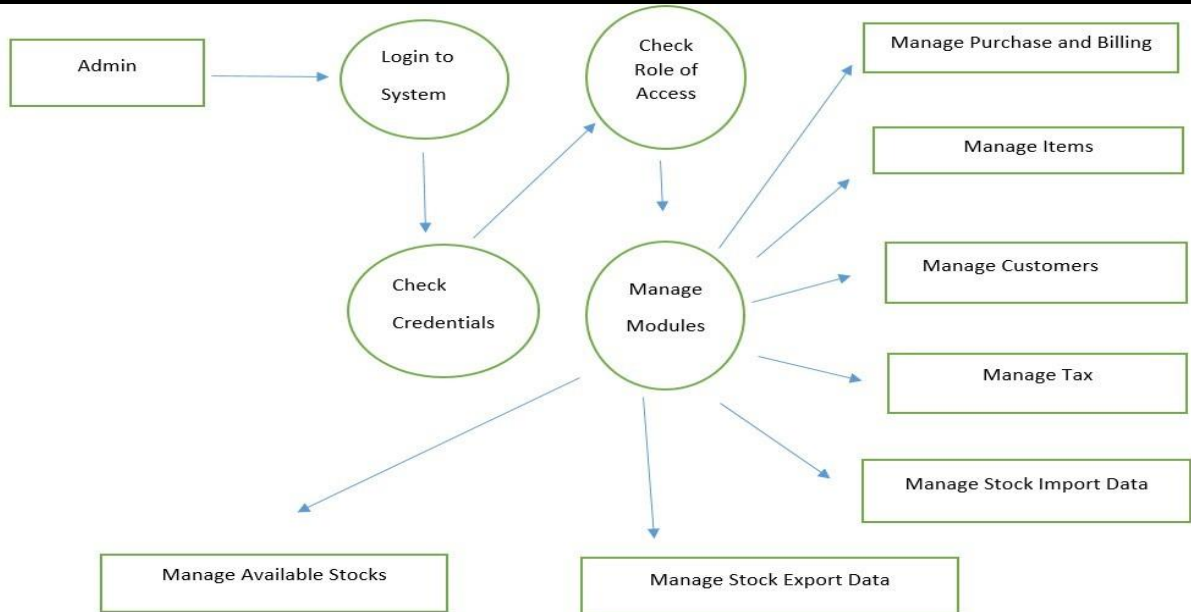 Admin
Login to
System
Check
Role of
Access
Manage Purchase and Billing
Manage Items
Check
Credentials
Manage
Modules
Manage Customers
Manage Tax
Manage Stock Import Data
Manage Available Stocks
Manage Stock Export Data